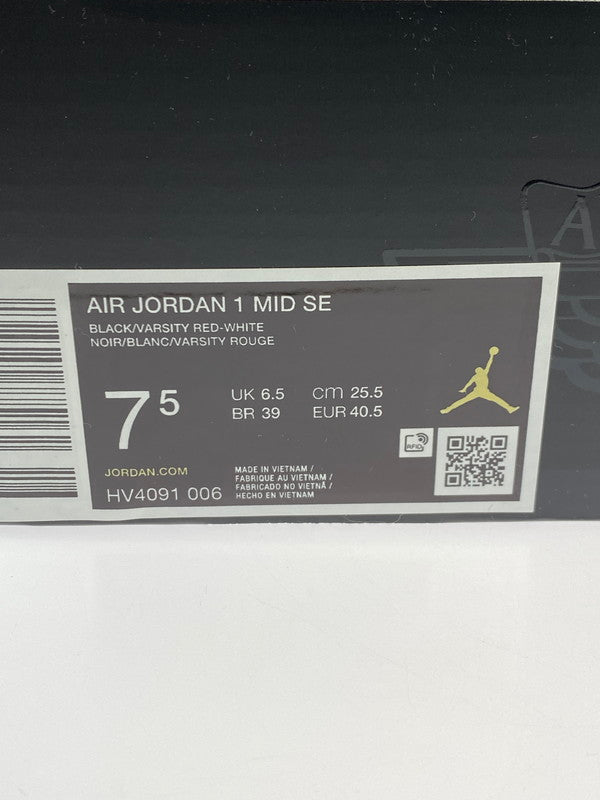 A
AIR JORDAN 1 MID SE
BLACK/VARSITY RED-WHITE
NOIR/BLANC/VARSITY ROUGE
7 5
UK 6.5 cm 25.5
BR 39 EUR 40.5
RFID
JORDAN.COM
HV4091 006
MADE IN VIETNAM /
FABRIQUE AU VIETNAM /
FABRICADO NO VIETNÃ /
HECHO EN VIETNAM